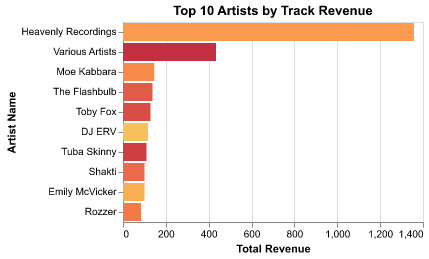 Top 10 Artists by Track Revenue
Artist Name
Heavenly Recordings
Various Artists
Moe Kabbara
The Flashbulb
Toby Fox
DJ ERV
Tuba Skinny
Shakti
Emily McVicker
Rozzer
0 200 400 600 800 1,000 1,200 1,400
Total Revenue